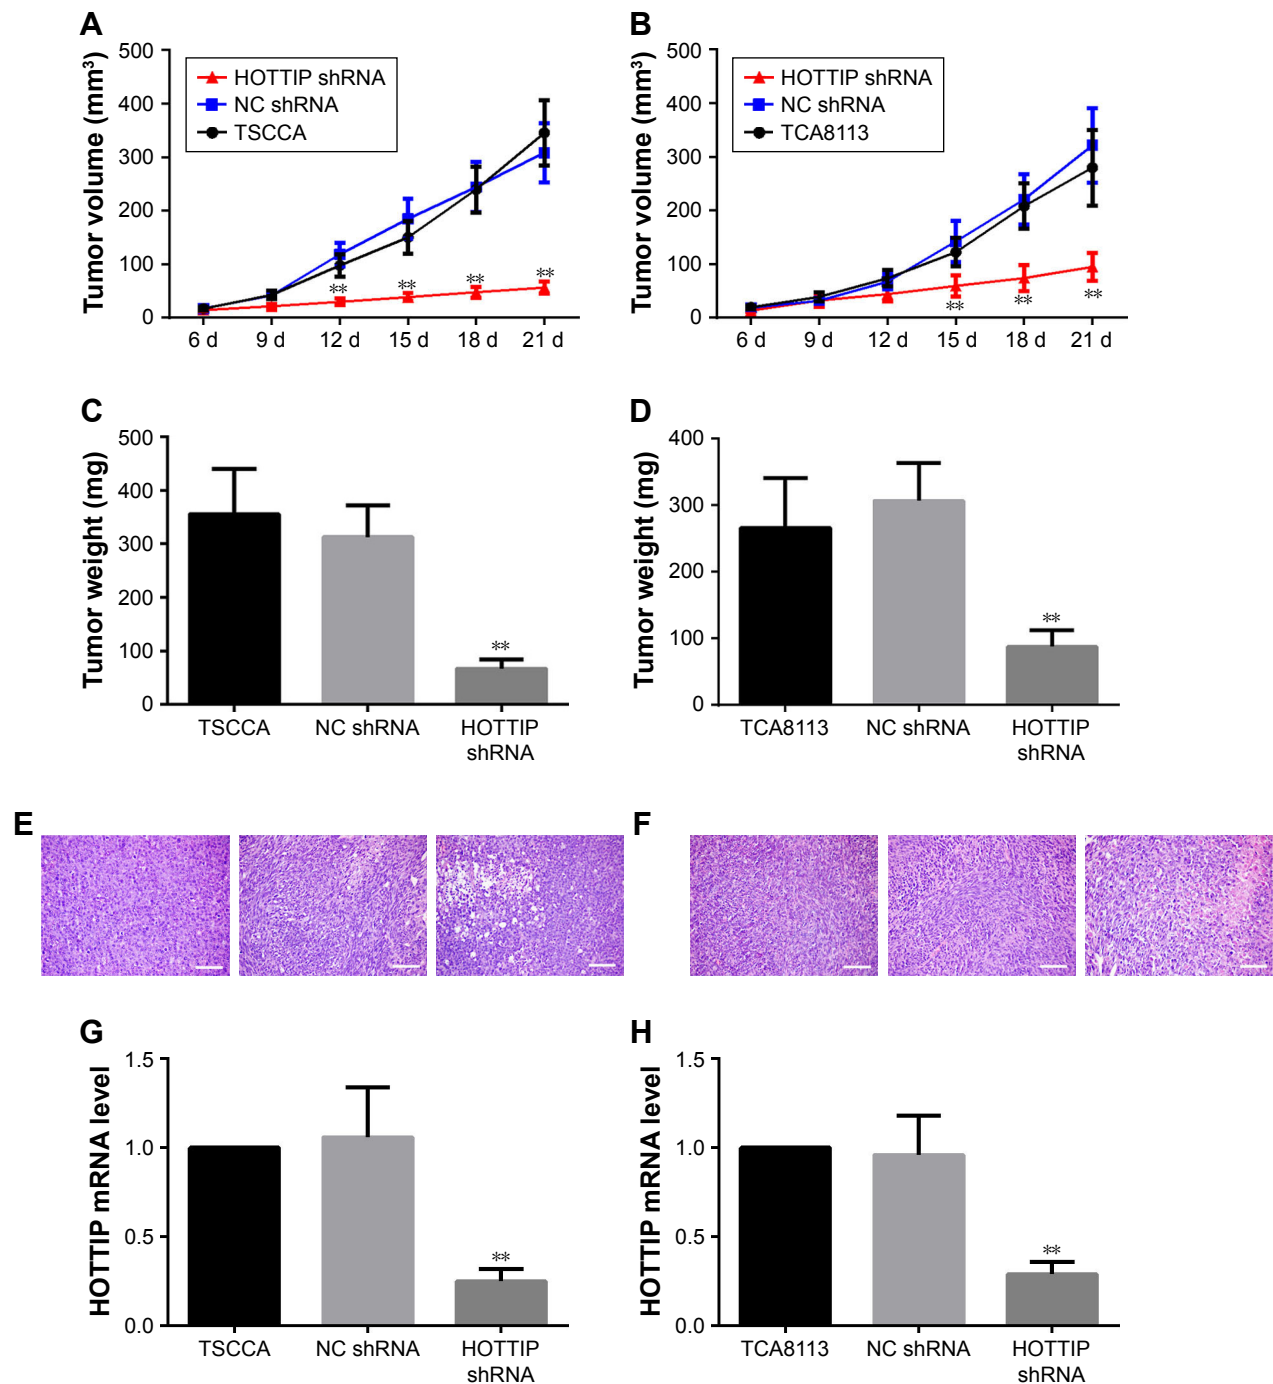 A
Tumor volume (mm³)
500
400
300
200
100
0
HOTTIP shRNA
NC shRNA
TSCCA
**
**
**
**
6 d 9 d 12 d 15 d 18 d 21 d
B
Tumor volume (mm³)
500
400
300
200
100
0
HOTTIP shRNA
NC shRNA
TCA8113
**
**
**
6 d 9 d 12 d 15 d 18 d 21 d
C
Tumor weight (mg)
500
400
300
200
100
0
**
TSCCA NC shRNA HOTTIP
shRNA
D
Tumor weight (mg)
400
300
200
100
0
**
TCA8113 NC shRNA HOTTIP
shRNA
E
F
G
HOTTIP mRNA level
1.5
1.0
0.5
0.0
**
TSCCA NC shRNA HOTTIP
shRNA
H
HOTTIP mRNA level
1.5
1.0
0.5
0.0
**
TCA8113 NC shRNA HOTTIP
shRNA